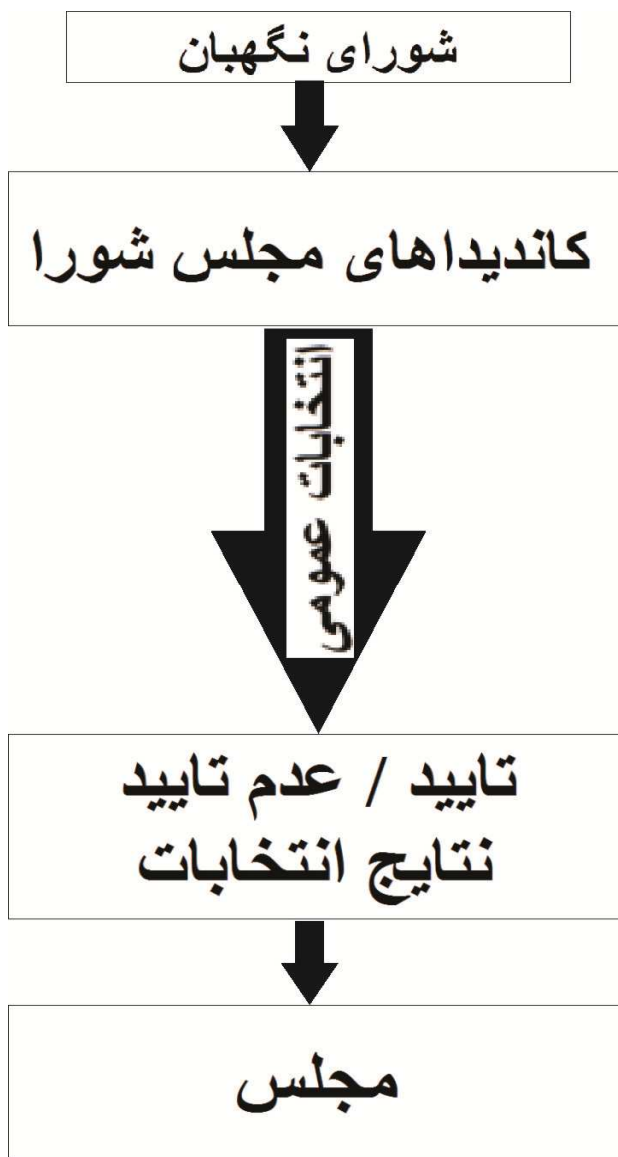 شورای نگهبان
کاندیداهای مجلس شورا
انتخابات عمومی
تایید / عدم تایید
نتایج انتخابات
مجلس